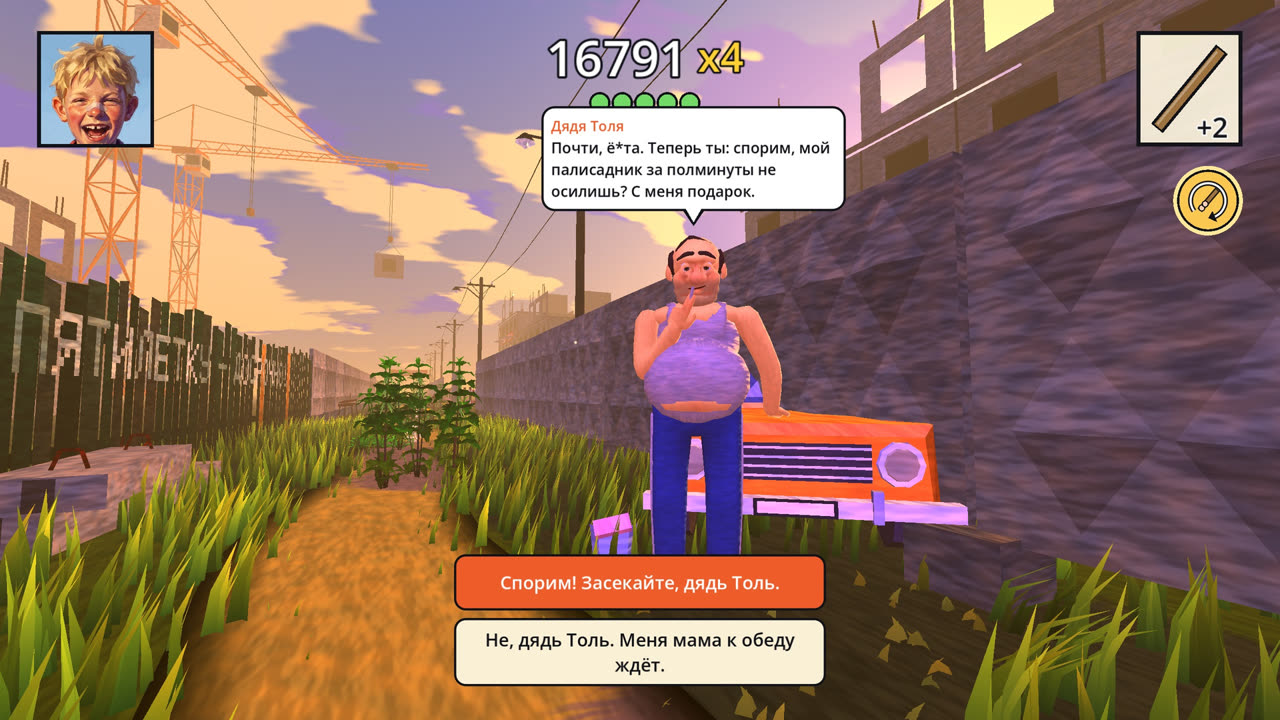 16791 x4
+2
Дядя Толя
Почти, ё*та. Теперь ты: спорим, мой
палисадник за полминуты не
осилишь? С меня подарок.
ПЯТИЛЕТКУ -
Спорим! Засекайте, дядь Толь.
Не, дядь Толь. Меня мама к обеду
ждёт.